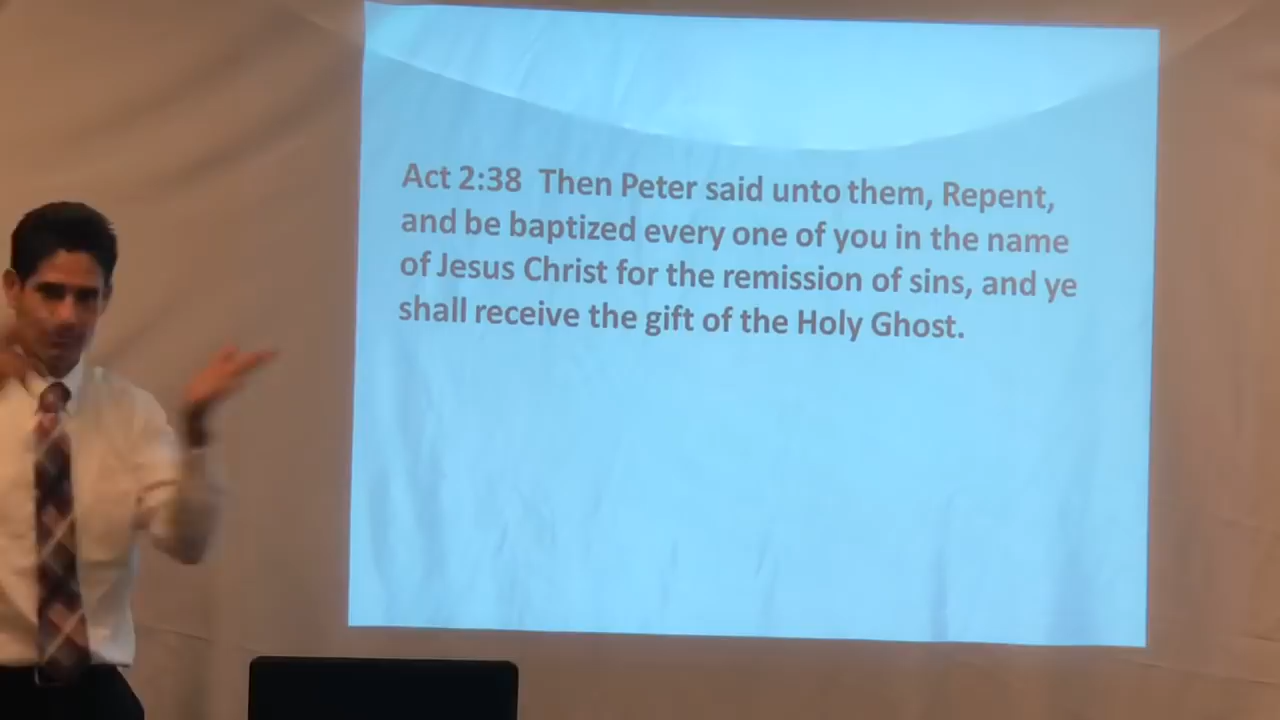 Act 2:38  Then Peter said unto them, Repent,
and be baptized every one of you in the name
of Jesus Christ for the remission of sins, and ye
shall receive the gift of the Holy Ghost.